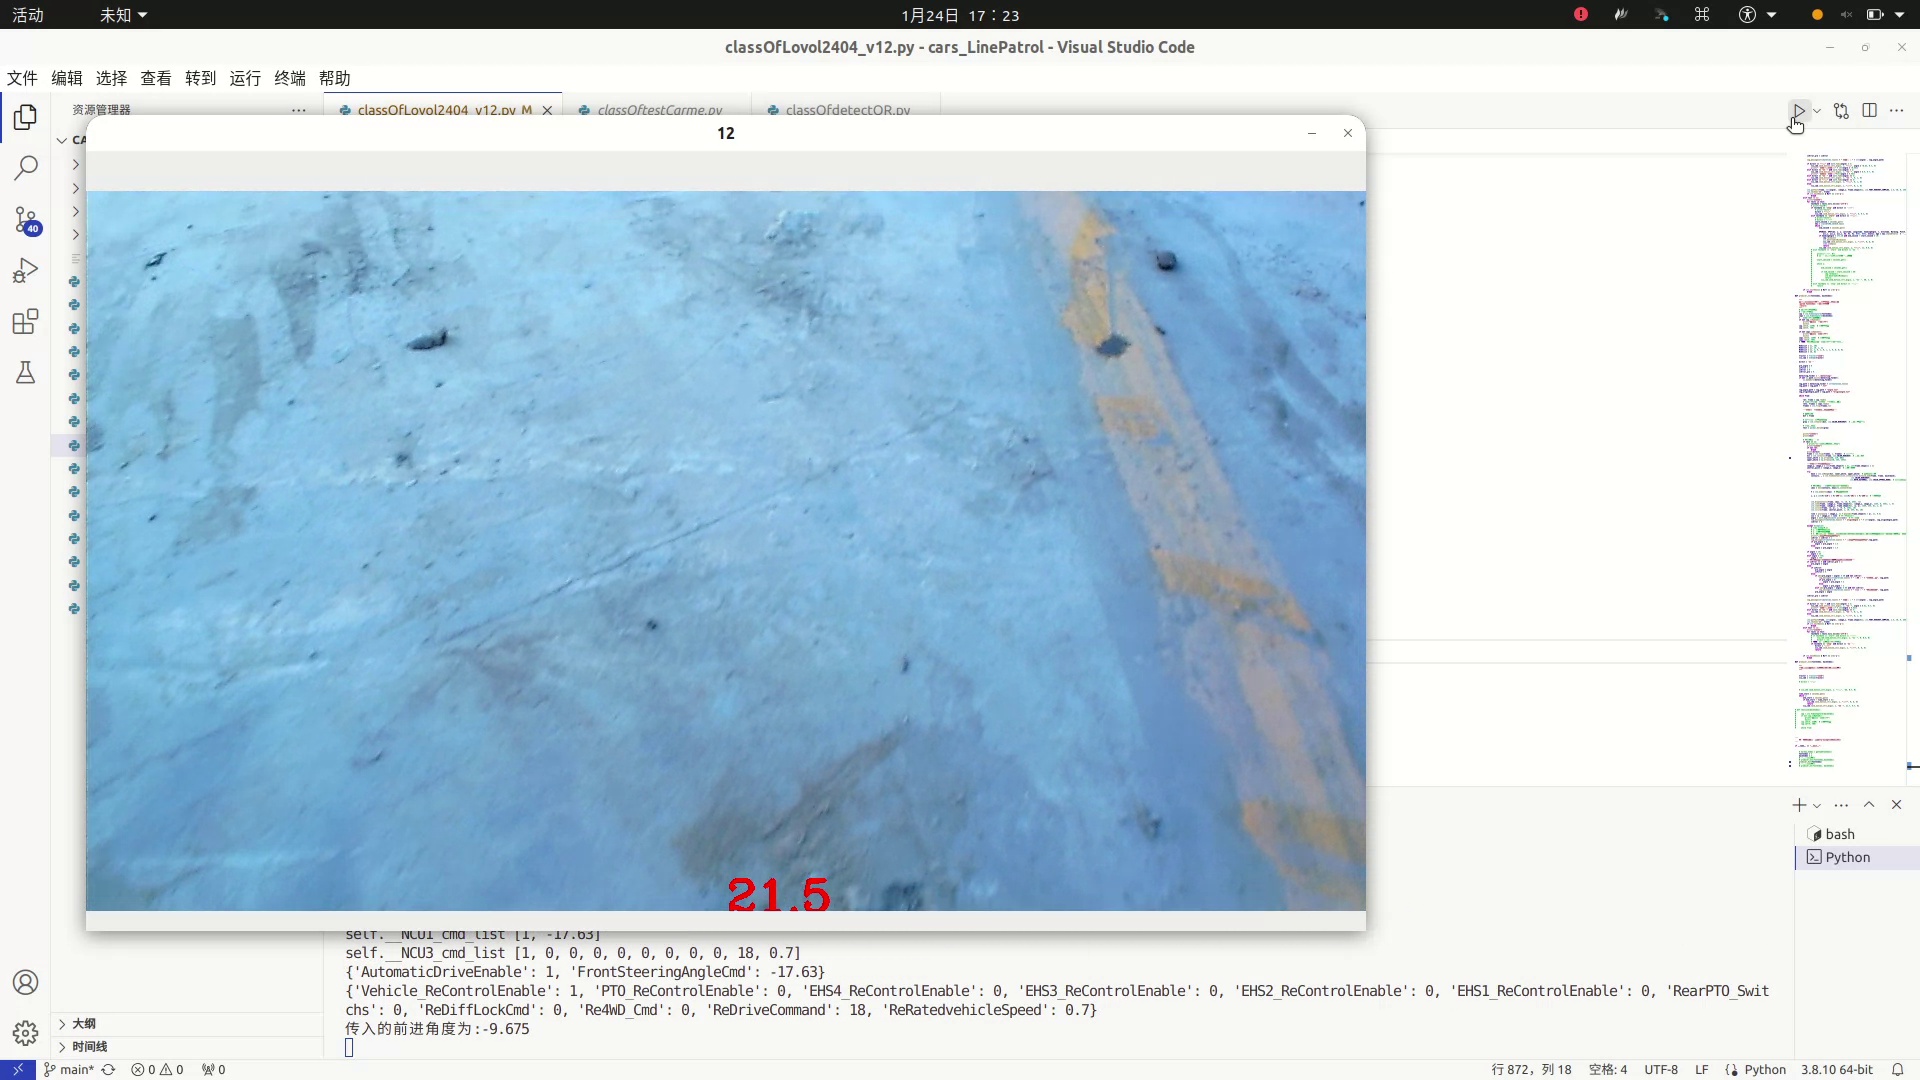 活动
未知
1月24日 17：23
classOfLovol2404_v12.py - cars_LinePatrol - Visual Studio Code
文件 编辑 选择 查看 转到 运行 终端 帮助
资源管理器
classOfLovol2404_v12.py M
classOftestCarme.py
classOfdetectQR.py
CA
12
40
21.5
bash
Python
self.__NCU1_cmd_list [1, -17.63]
self.__NCU3_cmd_list [1, 0, 0, 0, 0, 0, 0, 0, 0, 18, 0.7]
{'AutomaticDriveEnable': 1, 'FrontSteeringAngleCmd': -17.63}
{'Vehicle_ReControlEnable': 1, 'PTO_ReControlEnable': 0, 'EHS4_ReControlEnable': 0, 'EHS3_ReControlEnable': 0, 'EHS2_ReControlEnable': 0, 'EHS1_ReControlEnable': 0, 'RearPTO_Swit
chs': 0, 'ReDiffLockCmd': 0, 'Re4WD_Cmd': 0, 'ReDriveCommand': 18, 'ReRatedvehicleSpeed': 0.7}
传入的前进角度为:-9.675
大纲
时间线
main* 0 0 0 行 872，列 18 空格: 4 UTF-8 LF Python 3.8.10 64-bit